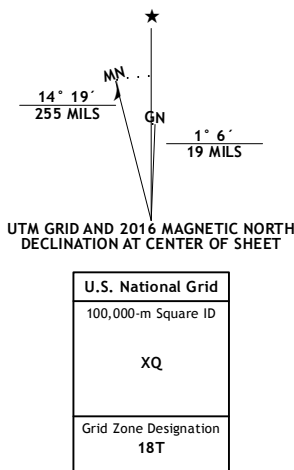 ★
MN
14° 19´
255 MILS
GN
1° 6´
19 MILS
UTM GRID AND 2016 MAGNETIC NORTH
DECLINATION AT CENTER OF SHEET
U.S. National Grid
100,000-m Square ID
XQ
Grid Zone Designation
18T